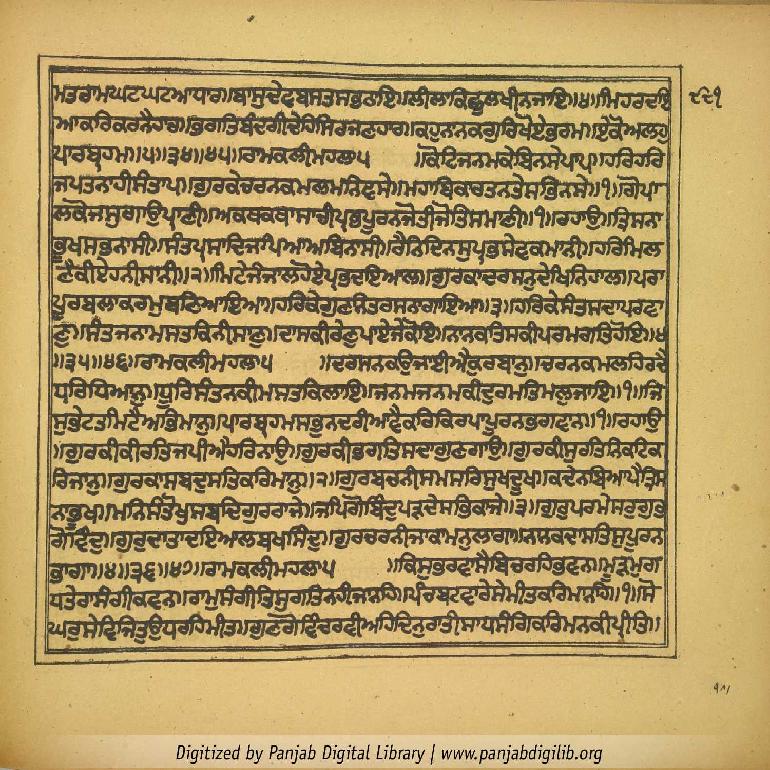 ਮਤੁਰਾਮਘਟਘਟਆਧਾਰ॥ਬਾਸੁਦੇਵਬਸਤਸਭਠਾਇ॥ਲੀਲਾਕਿਛੁਲਖੀਨਜਾਇ॥੪॥ਮਿਹਰਦਇ
੯੨੧
ਆਕਰਿਕਰਨੈਹਾਰ॥ਭਗਤਿਬੰਦਗੀਦੇਹਿਸਿਰਜਣਹਾਰ॥ਕਹੁਨਾਨਕਗੁਰਿਖੋਏਭਰਮ॥ਏਕੋਅਲਹੁ
ਪਾਰਬ੍ਰਹਮ॥੫॥੩੪॥੪੫॥ਰਾਮਕਲੀਮਹਲਾ੫ ॥ਕੋਟਿਜਨਮਕੇਬਿਨਸੇਪਾਪ॥ਹਰਿਹਰਿ
ਜਪਤਨਾਹੀਸੰਤਾਪ॥ਗੁਰਕੇਚਰਨਕਮਲਮਨਿਵਸੇ॥ਮਹਾਬਿਕਾਰਤਨਤੇਸਭਿਨਸੇ॥੧॥ਗੋਪਾ
ਲਕੋਜਸੁਗਾਉਪ੍ਰਾਣੀ॥ਅਕਥਕਥਾਸਾਚੀਪ੍ਰਭਪੂਰਨਜੋਤੀਜੋਤਿਸਮਾਣੀ॥੧॥ਰਹਾਉ॥ਤ੍ਰਿਸਨਾ
ਭੂਖਸਭਨਾਸੀ॥ਸੰਤਪ੍ਰਸਾਦਿਜਪਿਆਅਬਿਨਾਸੀ॥ਰੈਨਿਦਿਨਸੁਪ੍ਰਭਸੇਵਕਮਾਨੀ॥ਹਰਿਮਿਲ
ਣੈਕੀਏਹਨੀਸਾਨੀ॥੨॥ਮਿਟੇਜੰਜਾਲਹੋਏਪ੍ਰਭਦਇਆਲ॥ਗੁਰਕਾਦਰਸਨੁਦੇਖਿਨਿਹਾਲ॥ਪਰਾ
ਪੂਰਬਲਾਕਰਮੁਬਣਿਆਇਆ॥ਹਰਿਕੇਗੁਣਨਿਤਰਸਨਗਾਇਆ॥੩॥ਹਰਿਕੇਸੰਤਸਦਾਪਰਵਾ
ਣੁ॥ਸੰਤਜਨਾਮਸਤਕਿਨੀਸਾਣੁ॥ਦਾਸਕੀਰੇਣੁਪਾਏਜੇਕੋਇ॥ਨਾਨਕਤਿਸਕੀਪਰਮਗਤਿਹੋਇ॥੪
॥੩੫॥੪੬॥ਰਾਮਕਲੀਮਹਲਾ੫ ॥ਦਰਸਨਕਉਜਾਈਐਕੁਰਬਾਨੁ॥ਚਰਨਕਮਲਹਿਰਦੈ
ਧਰਿਧਿਆਨੁ॥ਧੂਰਿਸੰਤਨਕੀਮਸਤਕਿਲਾਇ॥ਜਨਮਜਨਮਕੀਦੁਰਮਤਿਮਲੁਜਾਇ॥੧॥ਜਿ
ਸੁਭੇਟਤਮਿਟੈਅਭਿਮਾਨੁ॥ਪਾਰਬ੍ਰਹਮਸਭੁਨਦਰੀਆਵੈਕਰਿਕਿਰਪਾਪੂਰਨਭਗਵਾਨ॥੧॥ਰਹਾਉ
॥ਗੁਰਕੀਕੀਰਤਿਜਪੀਐਹਰਿਨਾਉ॥ਗੁਰਕੀਭਗਤਿਸਦਾਗੁਣਗਾਉ॥ਗੁਰਕੀਸੁਰਤਿਨਿਕਟਿਕ
ਰਿਜਾਨੁ॥ਗੁਰਕਾਸਬਦੁਸਤਿਕਰਿਮਾਨੁ॥੨॥ਗੁਰਬਚਨੀਸਮਸਰਿਸੁਖਦੂਖ॥ਕਦੇਨਬਿਆਪੈਤ੍ਰਿਸ
ਨਾਭੂਖ॥ਮਨਿਸੰਤੋਖੁਸਬਦਿਗੁਰਰਾਜੇ॥ਜਪਿਗੋਬਿੰਦੁਪੜਦੇਸਭਿਕਾਜੇ॥੩॥ਗੁਰੁਪਰਮੇਸਰੁਗੁਰੁ
ਗੋਵਿੰਦੁ॥ਗੁਰੁਦਾਤਾਦਇਆਲਬਖਸਿੰਦੁ॥ਗੁਰਚਰਨੀਜਾਕਾਮਨੁਲਾਗਾ॥ਨਾਨਕਦਾਸਤਿਸੁਪੂਰਨ
ਭਾਗਾ॥੪॥੩੬॥੪੭॥ਰਾਮਕਲੀਮਹਲਾ੫ ॥ਕਿਸੁਭਰਵਾਸੈਬਿਚਰਹਿਭਵਨ॥ਮੂੜਮੁਗ
ਧਤੇਰਾਸੰਗੀਕਵਨ॥ਰਾਮੁਸੰਗੀਤਿਸੁਗਤਿਨਹੀਜਾਨਹਿ॥ਪੰਚਬਟਵਾਰੇਸੇਮੀਤਕਰਿਮਾਨਹਿ॥੧॥ਸੋ
ਘਰੁਸੇਵਿਜਿਤੁਉਧਰਹਿਮੀਤ॥ਗੁਣਗੋਵਿੰਦਰਵੀਅਹਿਦਿਨੁਰਾਤੀਸਾਧਸੰਗਿਕਰਿਮਨਕੀਪ੍ਰੀਤਿ॥
Digitized by Panjab Digital Library | www.panjabdigilib.org